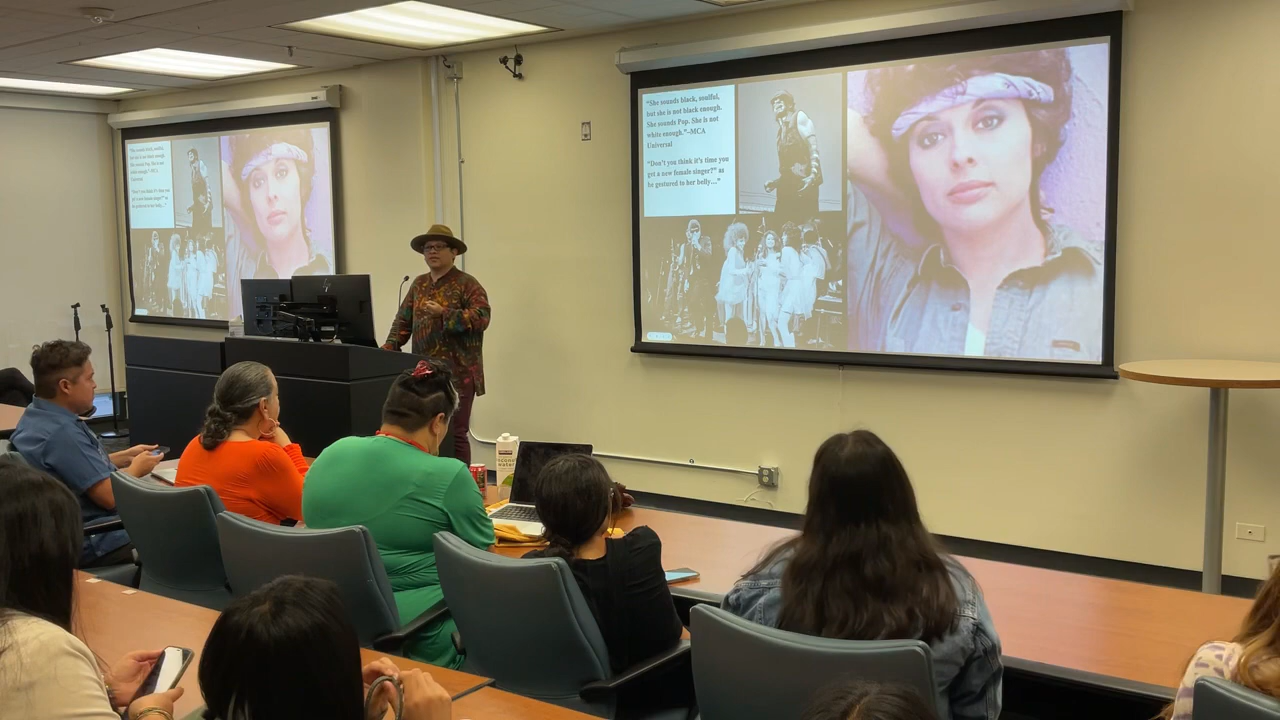 "She sounds black, soulful,
but she is not black enough.
She sounds Pop. She is not
white enough."–MCA
Universal
"Don't you think it's time you
get a new female singer?" as
he gestured to her belly..."